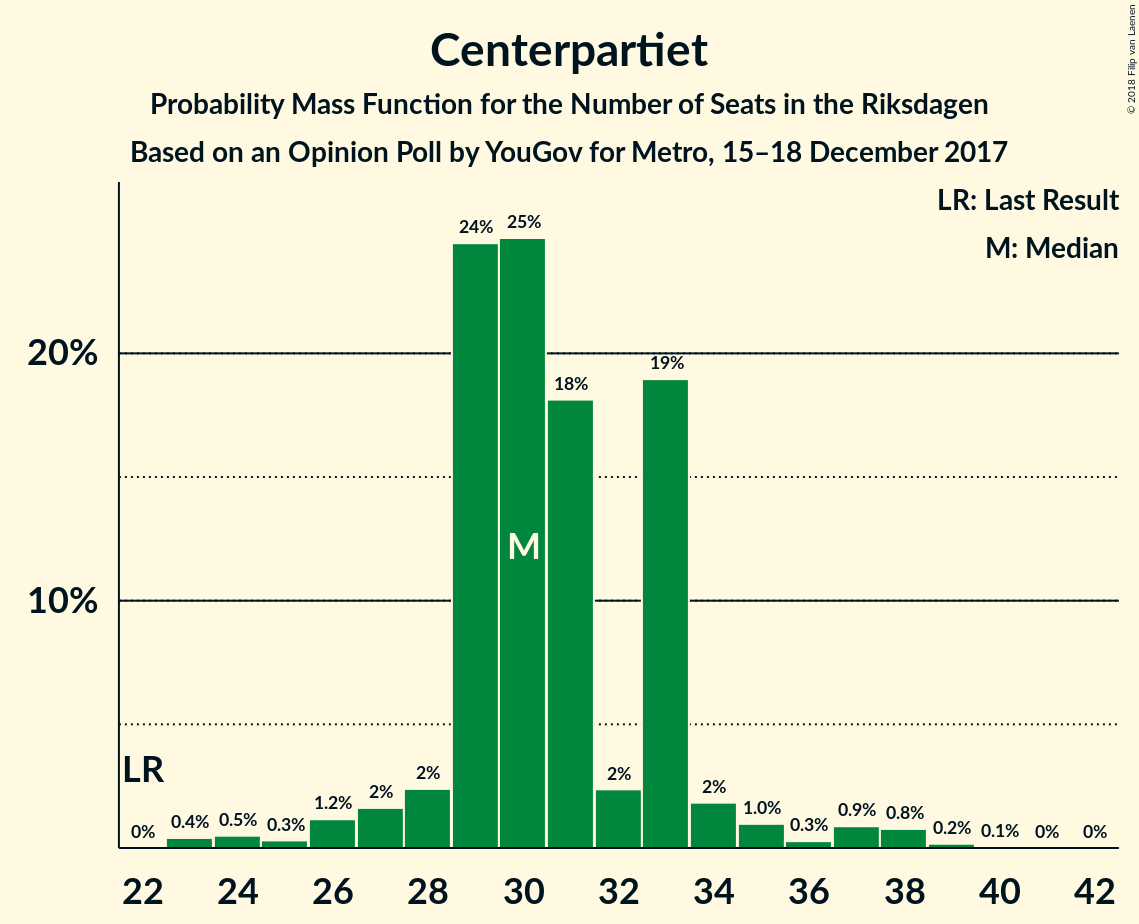 Centerpartiet
Probability Mass Function for the Number of Seats in the Riksdagen
Based on an Opinion Poll by YouGov for Metro, 15–18 December 2017
© 2018 Filip van Laenen
LR: Last Result
M: Median
20%
10%
LR
M
0%
0.4%
0.5%
0.3%
1.2%
2%
2%
24%
25%
18%
2%
19%
2%
1.0%
0.3%
0.9%
0.8%
0.2%
0.1%
0%
0%
22 24 26 28 30 32 34 36 38 40 42